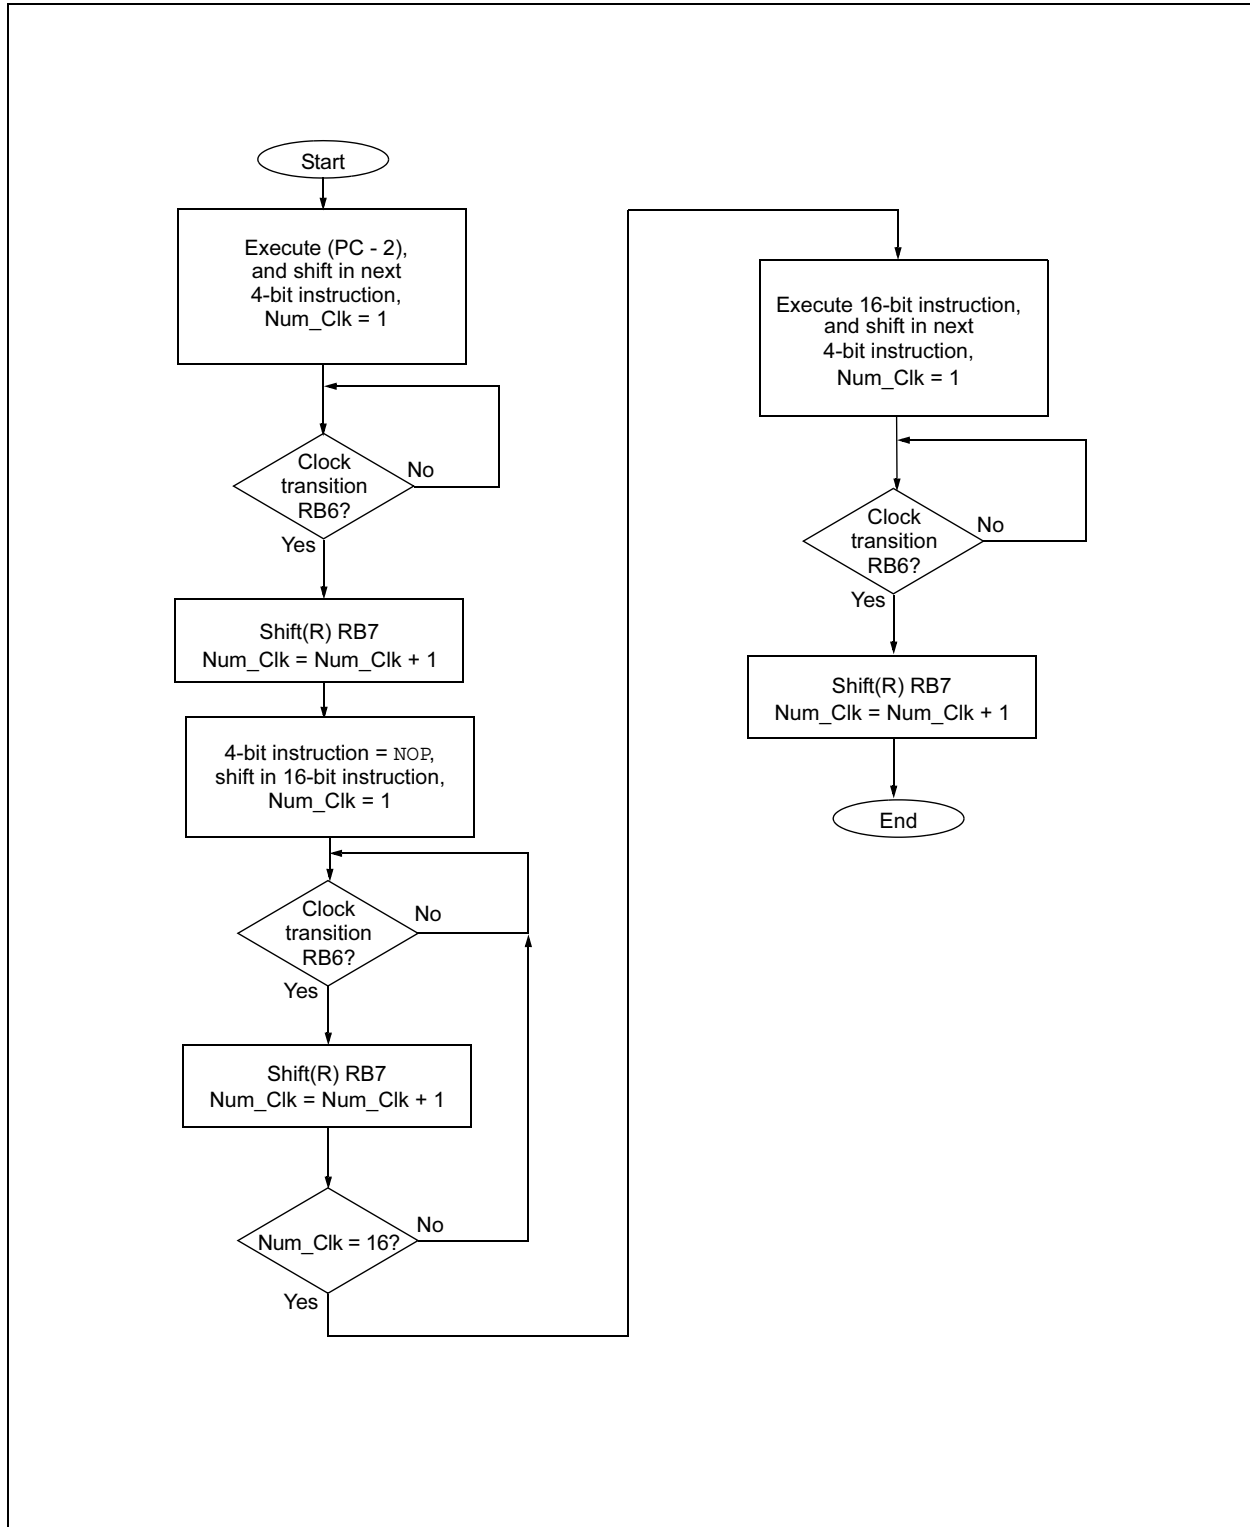 Start
Execute (PC - 2),
and shift in next
4-bit instruction,
Num_Clk = 1
Clock
transition
RB6?
No
Yes
Shift(R) RB7
Num_Clk = Num_Clk + 1
4-bit instruction = NOP,
shift in 16-bit instruction,
Num_Clk = 1
Clock
transition
RB6?
No
Yes
Shift(R) RB7
Num_Clk = Num_Clk + 1
Num_Clk = 16?
No
Yes
Execute 16-bit instruction,
and shift in next
4-bit instruction,
Num_Clk = 1
Clock
transition
RB6?
No
Yes
Shift(R) RB7
Num_Clk = Num_Clk + 1
End